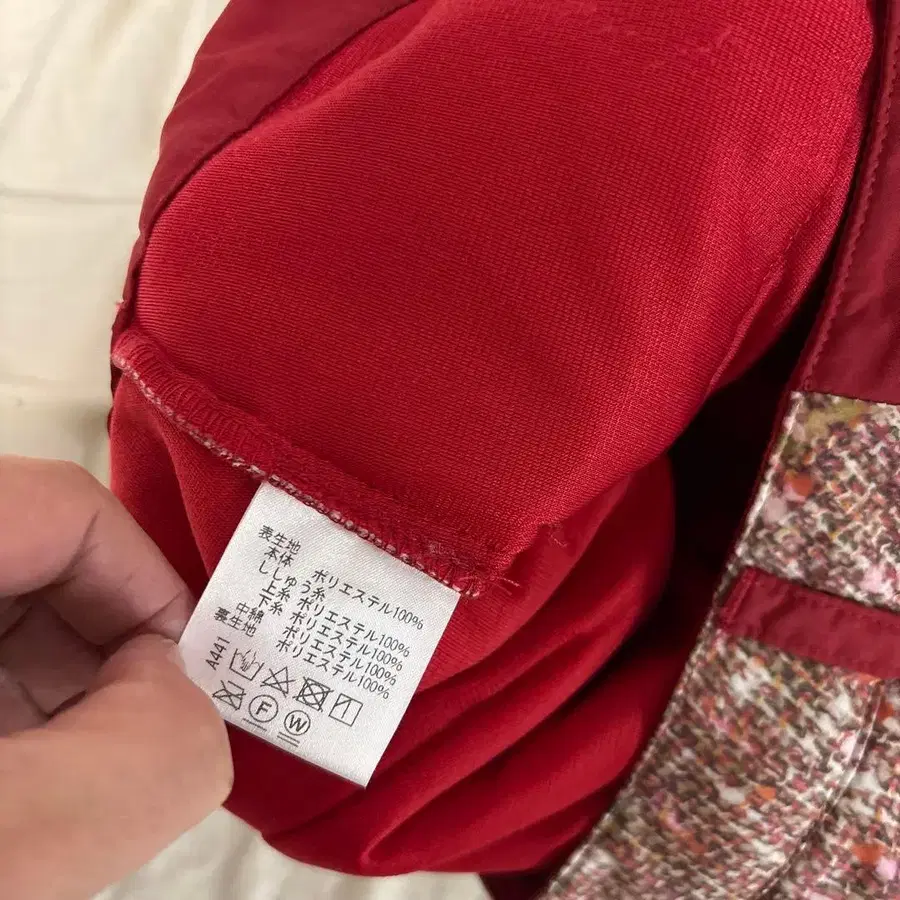 表生地
本体 ポリエステル100%
ししゅう糸
上糸 ポリエステル100%
下糸 ポリエステル100%
中綿 ポリエステル100%
裏生地 ポリエステル100%
A441
F W